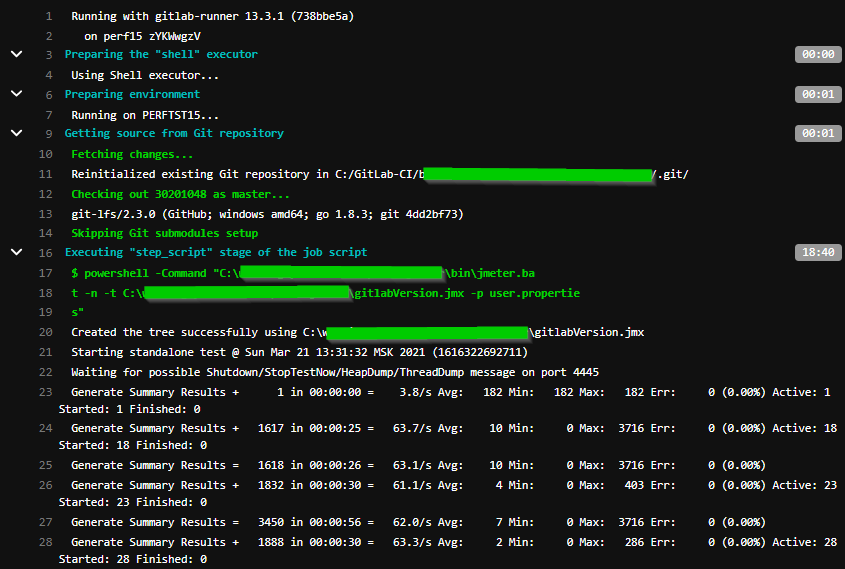 1 Running with gitlab-runner 13.3.1 (738bbe5a)
2 on perf15 zYKWwgzV
3 Preparing the "shell" executor 00:00
4 Using Shell executor...
6 Preparing environment 00:01
7 Running on PERFTST15...
9 Getting source from Git repository 00:01
10 Fetching changes...
11 Reinitialized existing Git repository in C:/GitLab-CI/b /.git/
12 Checking out 30201048 as master...
13 git-lfs/2.3.0 (GitHub; windows amd64; go 1.8.3; git 4dd2bf73)
14 Skipping Git submodules setup
16 Executing "step_script" stage of the job script 18:40
17 $ powershell -Command "C:\ \bin\jmeter.ba
18 t -n -t C:\ \gitlabVersion.jmx -p user.propertie
19 s"
20 Created the tree successfully using C:\ \gitlabVersion.jmx
21 Starting standalone test @ Sun Mar 21 13:31:32 MSK 2021 (1616322692711)
22 Waiting for possible Shutdown/StopTestNow/HeapDump/ThreadDump message on port 4445
23 Generate Summary Results + 1 in 00:00:00 = 3.8/s Avg: 182 Min: 182 Max: 182 Err: 0 (0.00%) Active: 1
Started: 1 Finished: 0
24 Generate Summary Results + 1617 in 00:00:25 = 63.7/s Avg: 10 Min: 0 Max: 3716 Err: 0 (0.00%) Active: 18
Started: 18 Finished: 0
25 Generate Summary Results = 1618 in 00:00:26 = 63.1/s Avg: 10 Min: 0 Max: 3716 Err: 0 (0.00%)
26 Generate Summary Results + 1832 in 00:00:30 = 61.1/s Avg: 4 Min: 0 Max: 403 Err: 0 (0.00%) Active: 23
Started: 23 Finished: 0
27 Generate Summary Results = 3450 in 00:00:56 = 62.0/s Avg: 7 Min: 0 Max: 3716 Err: 0 (0.00%)
28 Generate Summary Results + 1888 in 00:00:30 = 63.3/s Avg: 2 Min: 0 Max: 286 Err: 0 (0.00%) Active: 28
Started: 28 Finished: 0